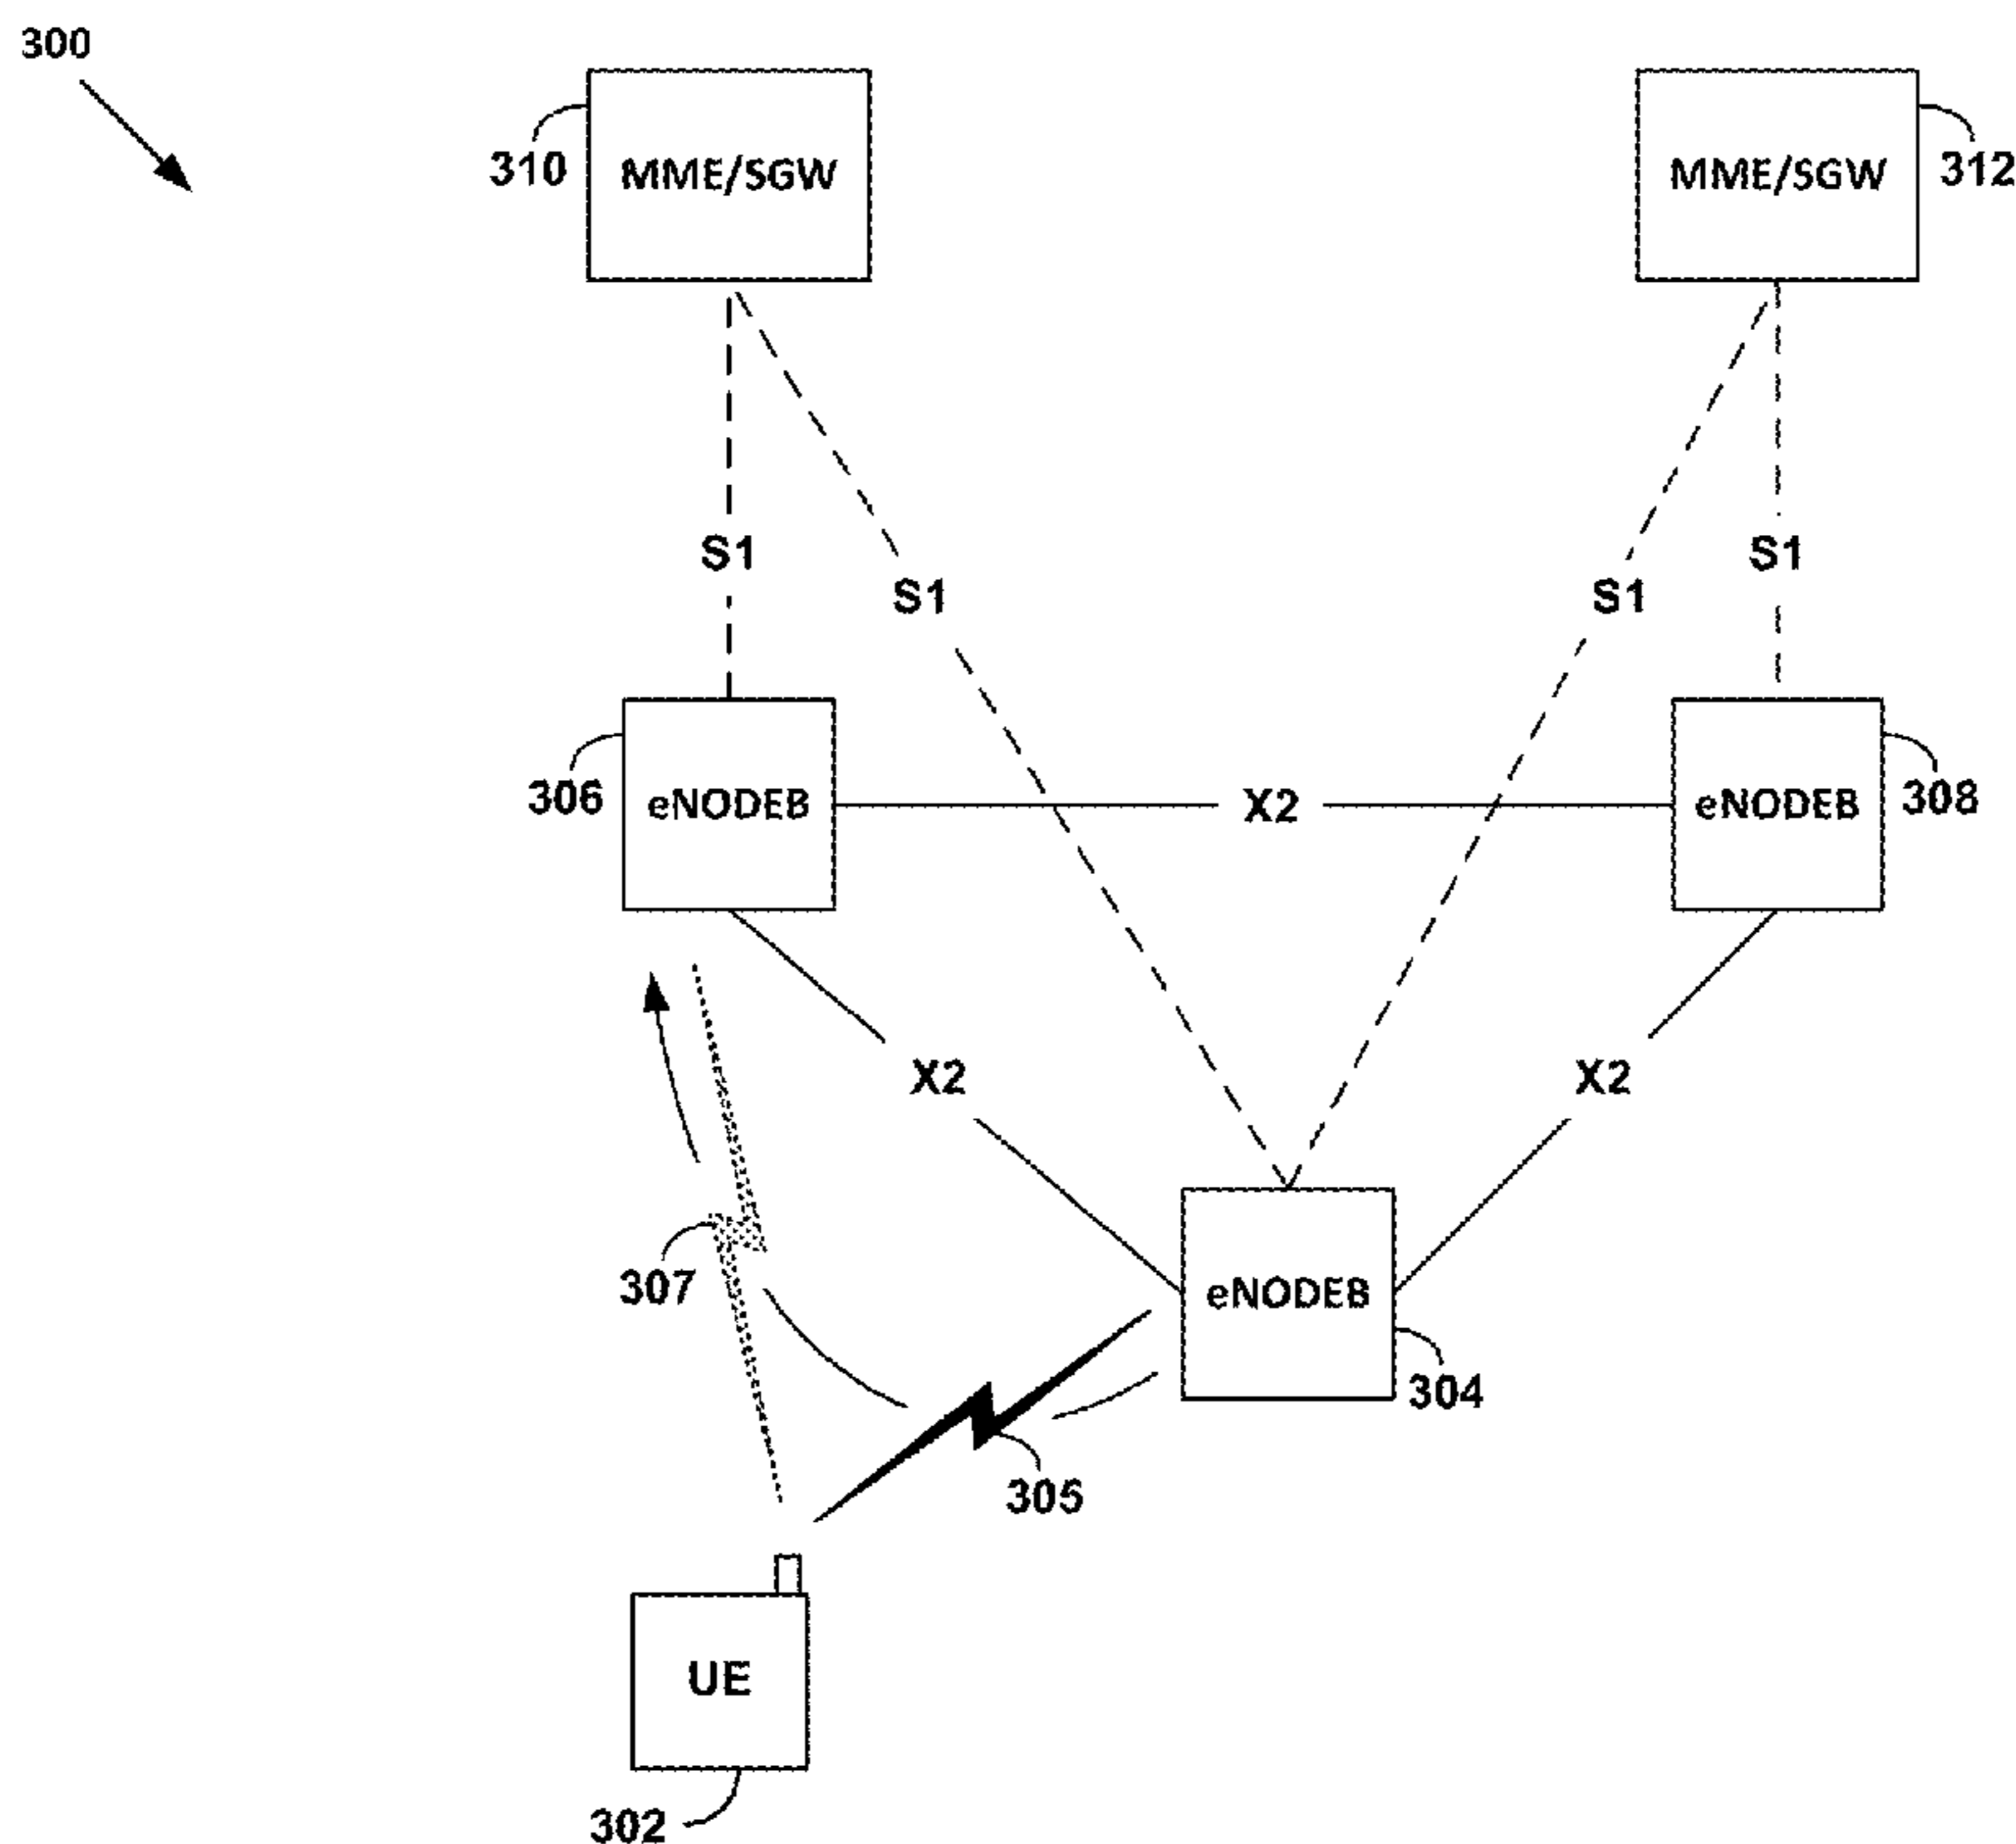 300
310
MME/SGW
MME/SGW
312
S1
S1
S1
S1
306
eNODEB
X2
eNODEB
308
X2
X2
307
eNODEB
304
305
UE
302